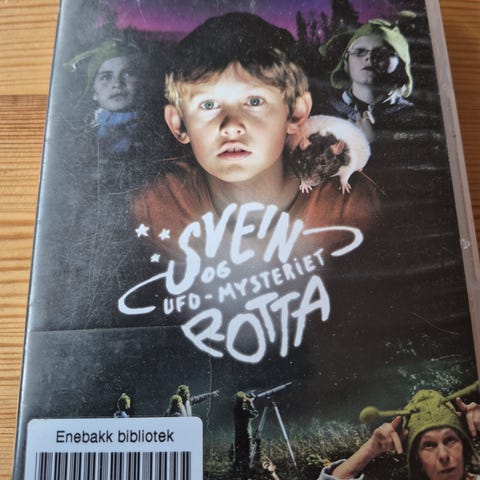 SVEIN
OG
UFO-MYSTERIET
ROTTA
Enebakk bibliotek